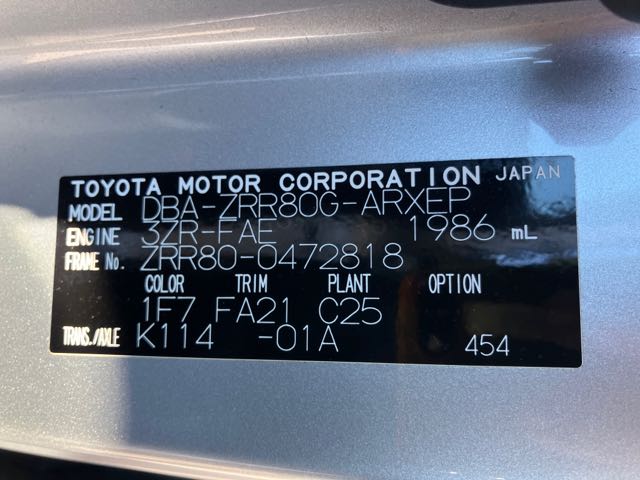 TOYOTA MOTOR CORPORATION JAPAN
MODEL DBA-ZRR80G-ARXEP
ENGINE 3ZR-FAE 1986 mL
FRAME No. ZRR80-0472818
COLOR TRIM PLANT OPTION
1F7 FA21 C25
TRANS./AXLE K114 -01A 454